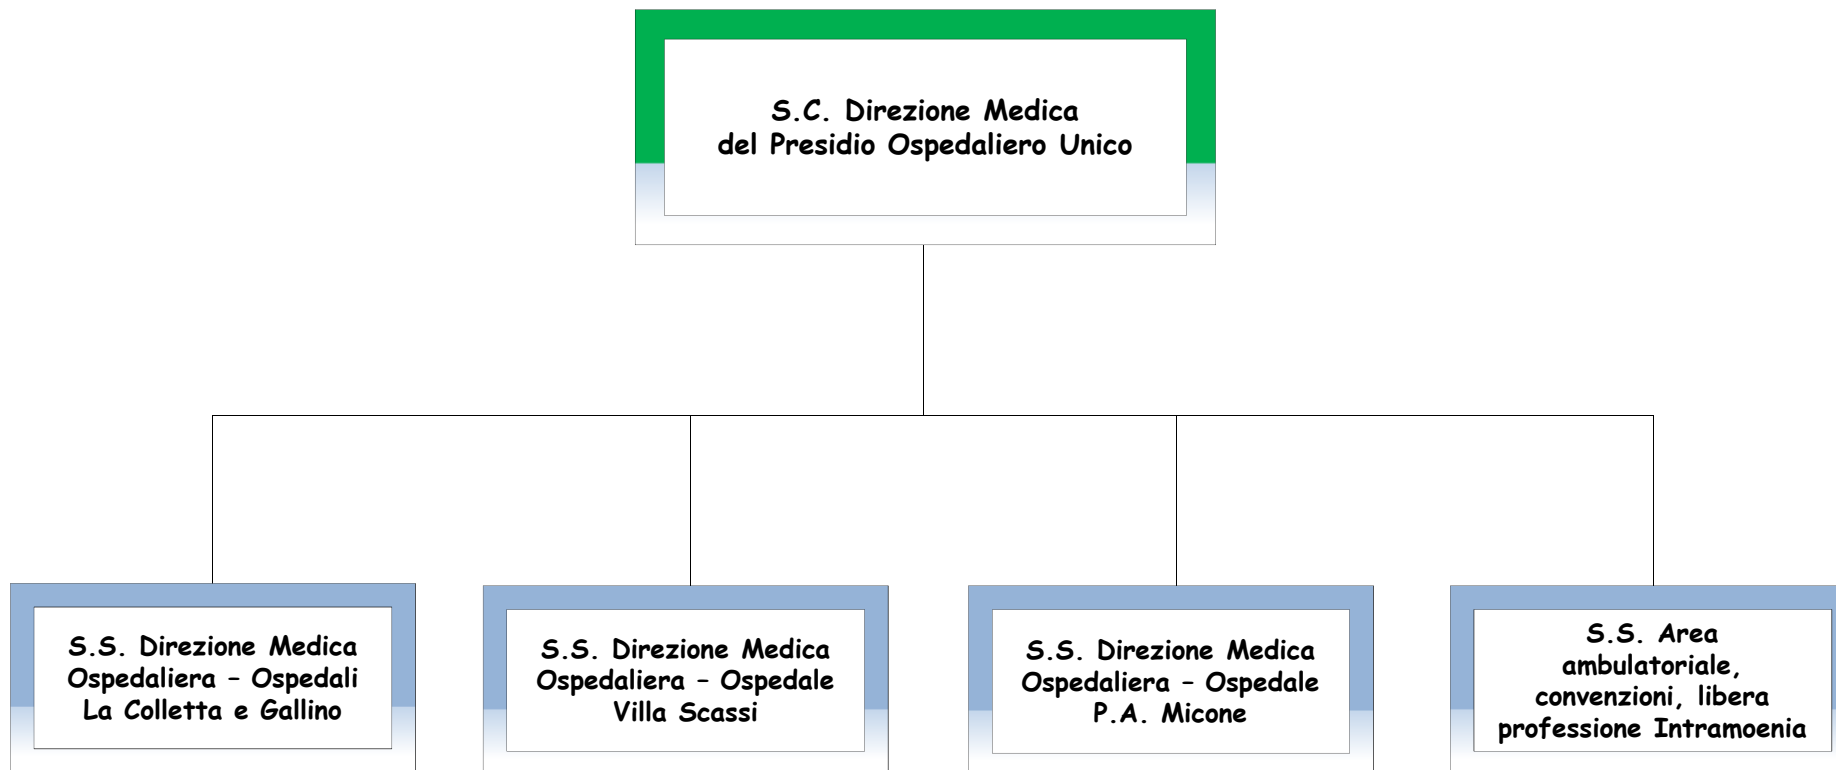 S.C. Direzione Medica
del Presidio Ospedaliero Unico
S.S. Direzione Medica
Ospedaliera – Ospedali
La Colletta e Gallino
S.S. Direzione Medica
Ospedaliera – Ospedale
Villa Scassi
S.S. Direzione Medica
Ospedaliera – Ospedale
P.A. Micone
S.S. Area
ambulatoriale,
convenzioni, libera
professione Intramoenia